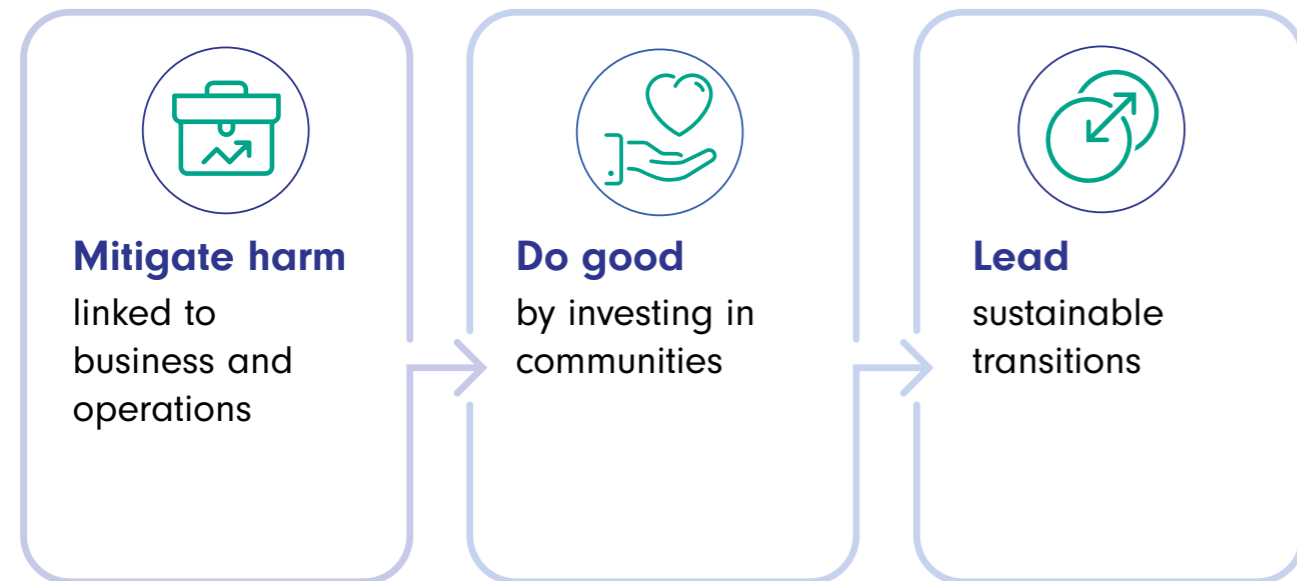 Mitigate harm
linked to
business and
operations
Do good
by investing in
communities
Lead
sustainable
transitions